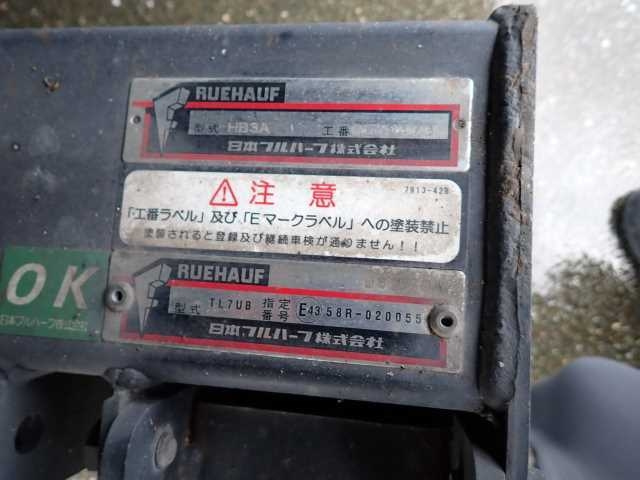 RUEHAUF
型式 HB3A 工番
日本フルハーフ株式会社
⚠ 注意 7813-428
「工番ラベル」及び「Eマークラベル」への塗装禁止
塗装されると登録及び継続車検が通りません！！
OK
日本フルハーフ株式会社
RUEHAUF
型式 TL7UB 指定番号 E43 58R-020055
日本フルハーフ株式会社